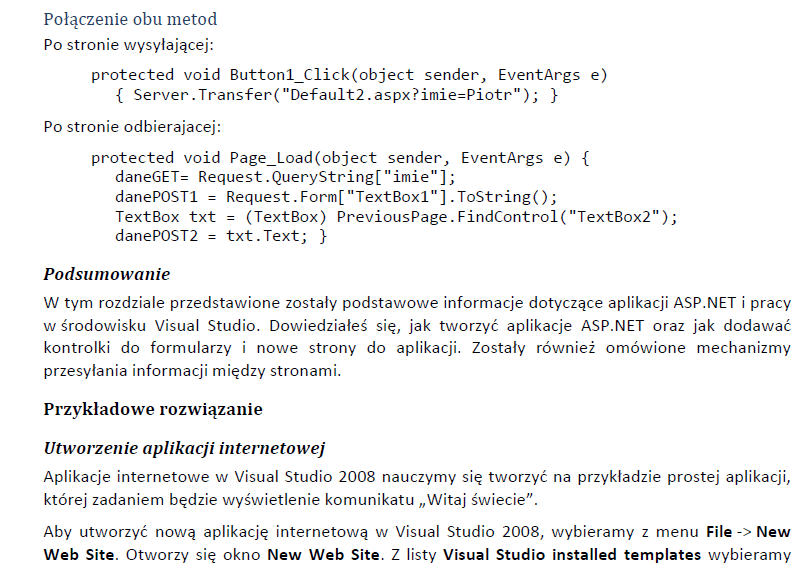 Połączenie obu metod
Po stronie wysyłającej:
protected void Button1_Click(object sender, EventArgs e)
{ Server.Transfer("Default2.aspx?imie=Piotr"); }
Po stronie odbierajacej:
protected void Page_Load(object sender, EventArgs e) {
daneGET= Request.QueryString["imie"];
danePOST1 = Request.Form["TextBox1"].ToString();
TextBox txt = (TextBox) PreviousPage.FindControl("TextBox2");
danePOST2 = txt.Text; }
Podsumowanie
W tym rozdziale przedstawione zostały podstawowe informacje dotyczące aplikacji ASP.NET i pracy
w środowisku Visual Studio. Dowiedziałeś się, jak tworzyć aplikacje ASP.NET oraz jak dodawać
kontrolki do formularzy i nowe strony do aplikacji. Zostały również omówione mechanizmy
przesyłania informacji między stronami.
Przykładowe rozwiązanie
Utworzenie aplikacji internetowej
Aplikacje internetowe w Visual Studio 2008 nauczymy się tworzyć na przykładzie prostej aplikacji,
której zadaniem będzie wyświetlenie komunikatu „Witaj świecie”.
Aby utworzyć nową aplikację internetową w Visual Studio 2008, wybieramy z menu File -> New
Web Site. Otworzy się okno New Web Site. Z listy Visual Studio installed templates wybieramy